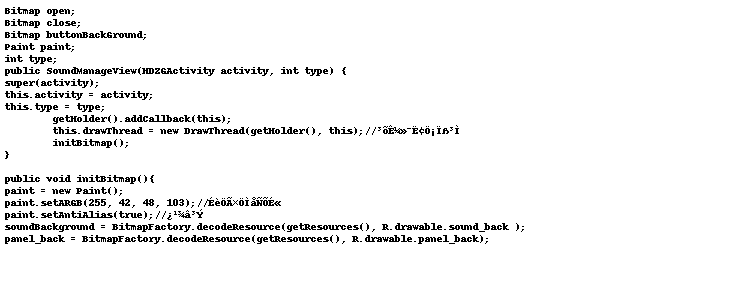 Bitmap open;
Bitmap close;
Bitmap buttonBackGround;
Paint paint;
int type;
public SoundManageView(HDZGActivity activity, int type) {
super(activity);
this.activity = activity;
this.type = type;
getHolder().addCallback(this);
this.drawThread = new DrawThread(getHolder(), this);//³õÊ¼»¯Ë¢Ö¡Ïß³Ì
initBitmap();
}
public void initBitmap(){
paint = new Paint();
paint.setARGB(255, 42, 48, 103);//ÉèÖÃ×ÖÌåÑÕÉ«
paint.setAntiAlias(true);//¿¹¾â³Ý
soundBackground = BitmapFactory.decodeResource(getResources(), R.drawable.sound_back );
panel_back = BitmapFactory.decodeResource(getResources(), R.drawable.panel_back);